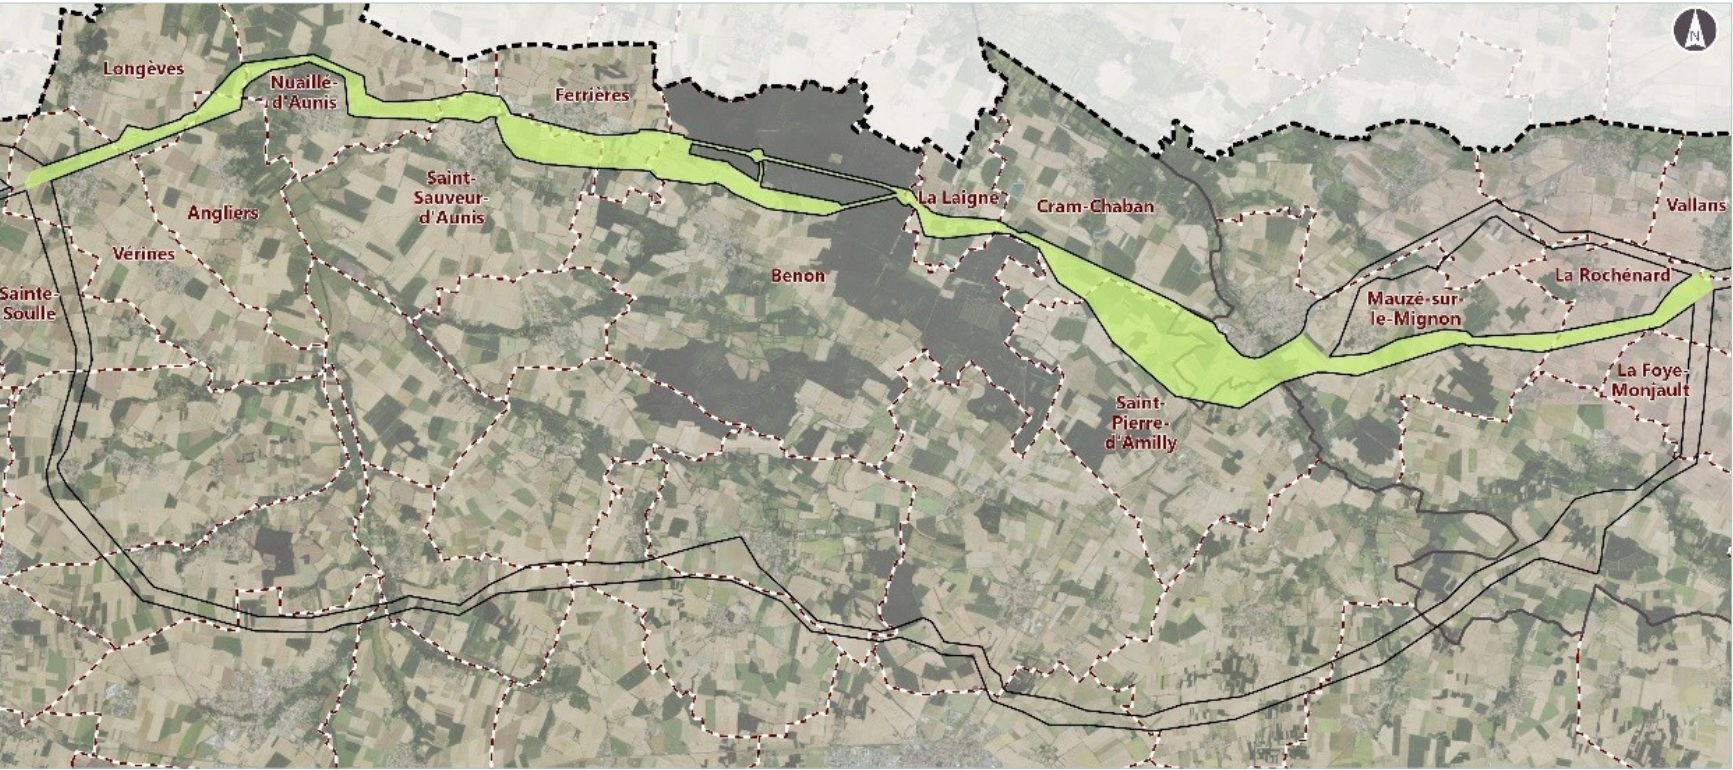 N
Longèves
Nuaillé-
d'Aunis
Ferrières
Saint-
Sauveur-
d'Aunis
La Laigne
Cram-Chaban
Vallans
Angliers
Vérines
Benon
La Rochénard
Sainte-
Soulle
Mauzé-sur-
le-Mignon
La Foye-
Monjault
Saint-
Pierre-
d'Amilly